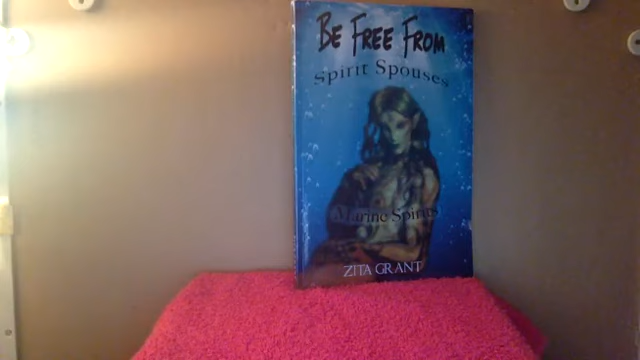 Be Free From
Spirit Spouses
Marine Spirits
ZITA GRANT